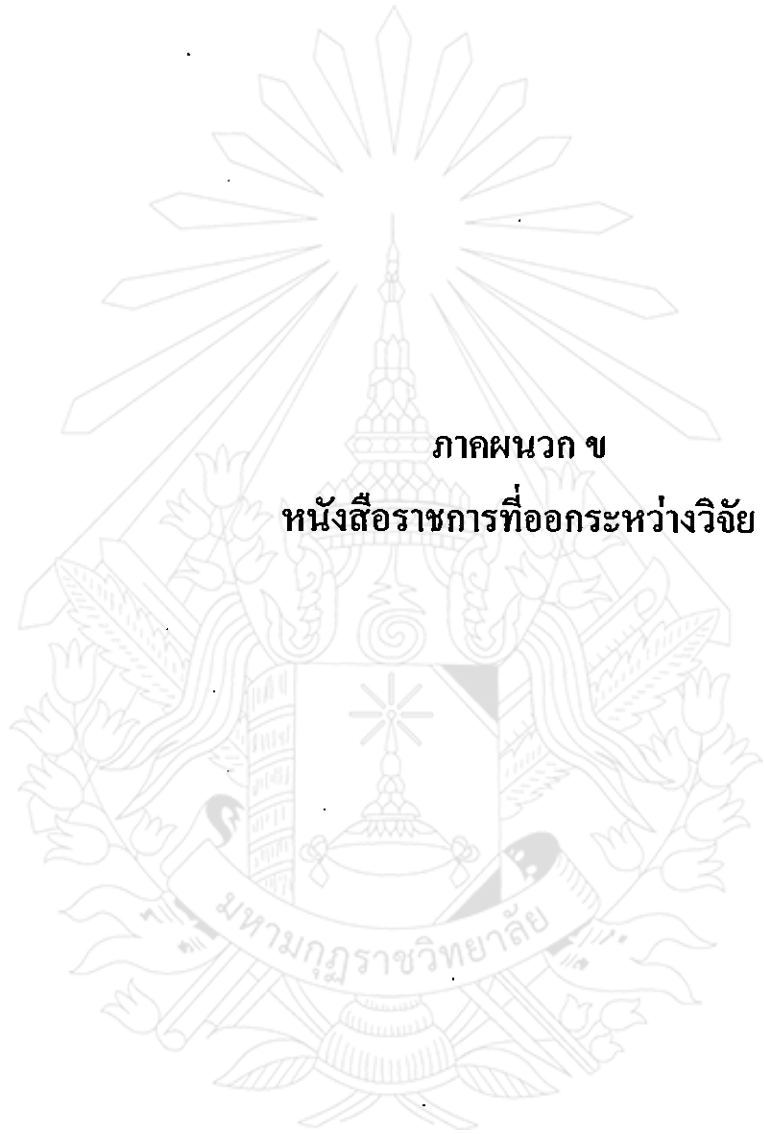 ภาคผนวก ข
หนังสือราชการที่ออกระหว่างวิจัย
มหามกุฏราชวิทยาลัย